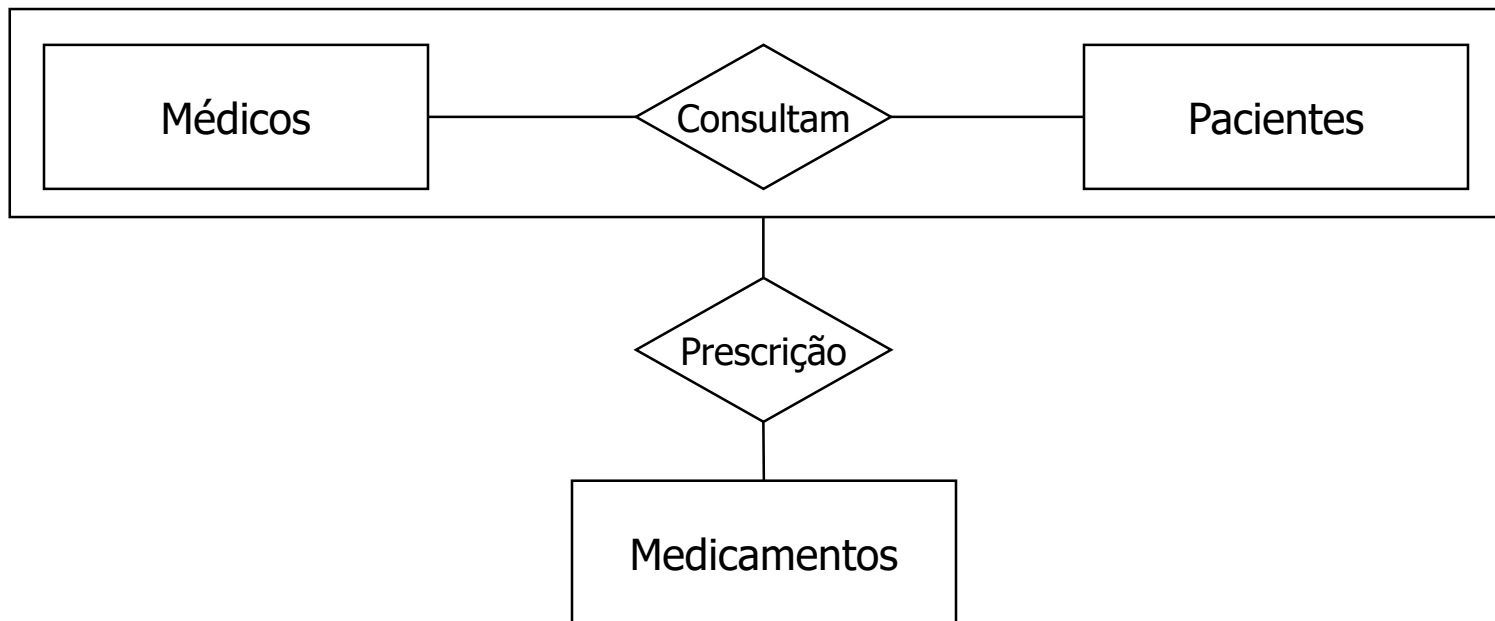 Médicos
Consultam
Pacientes
Prescrição
Medicamentos